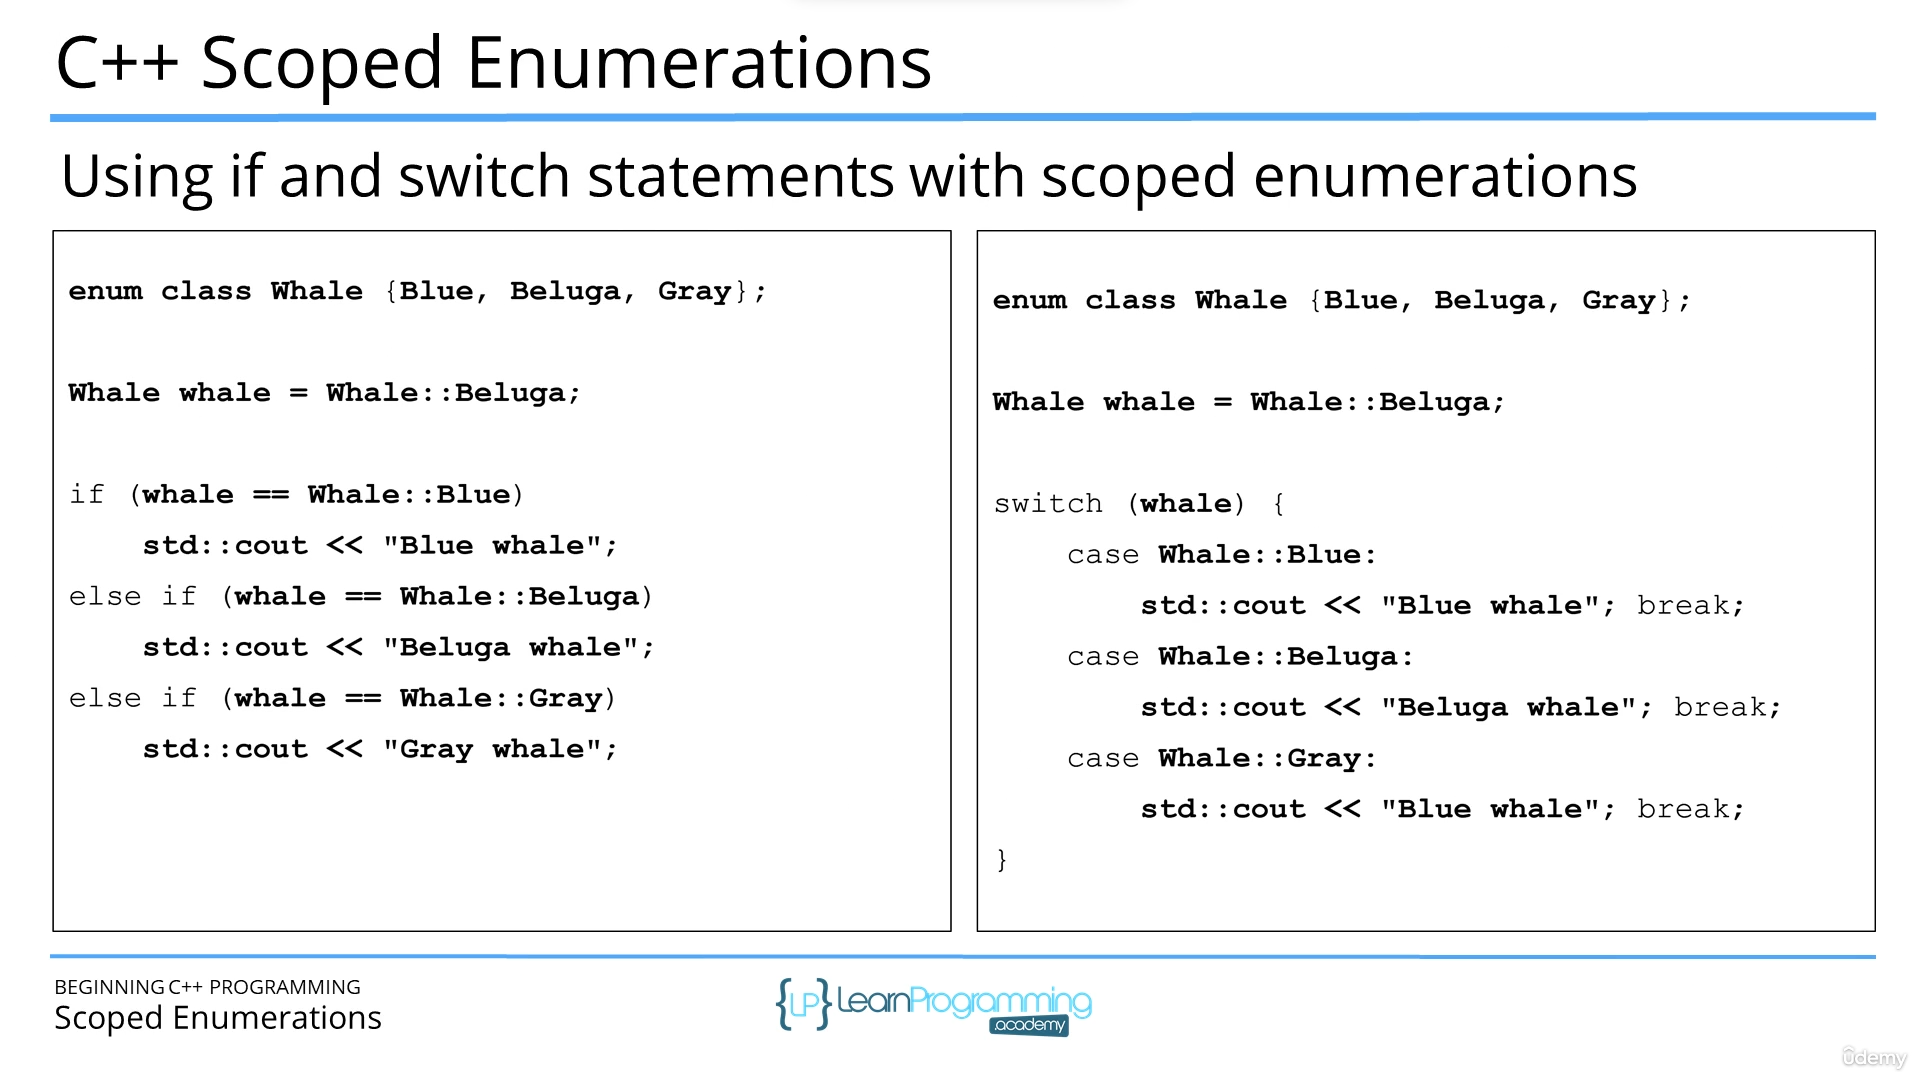 C++ Scoped Enumerations
Using if and switch statements with scoped enumerations
enum class Whale {Blue, Beluga, Gray};
Whale whale = Whale::Beluga;
if (whale == Whale::Blue)
    std::cout << "Blue whale";
else if (whale == Whale::Beluga)
    std::cout << "Beluga whale";
else if (whale == Whale::Gray)
    std::cout << "Gray whale";
enum class Whale {Blue, Beluga, Gray};
Whale whale = Whale::Beluga;
switch (whale) {
    case Whale::Blue:
        std::cout << "Blue whale"; break;
    case Whale::Beluga:
        std::cout << "Beluga whale"; break;
    case Whale::Gray:
        std::cout << "Blue whale"; break;
}
BEGINNING C++ PROGRAMMING
Scoped Enumerations
{LP} LearnProgramming
.academy
ûdemy